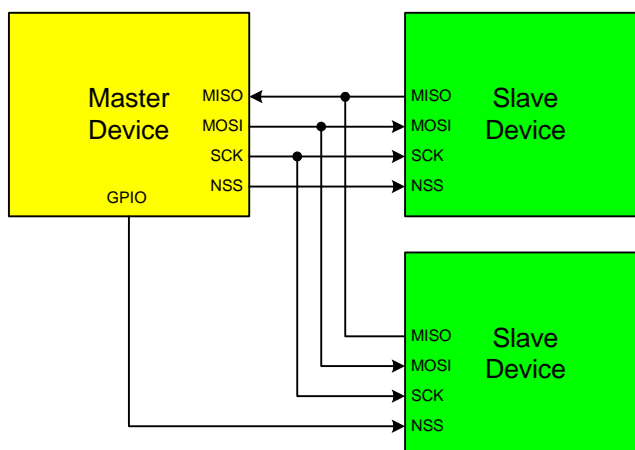 Master
Device
MISO
MOSI
SCK
NSS
GPIO
MISO
MOSI
SCK
NSS
Slave
Device
MISO
MOSI
SCK
NSS
Slave
Device